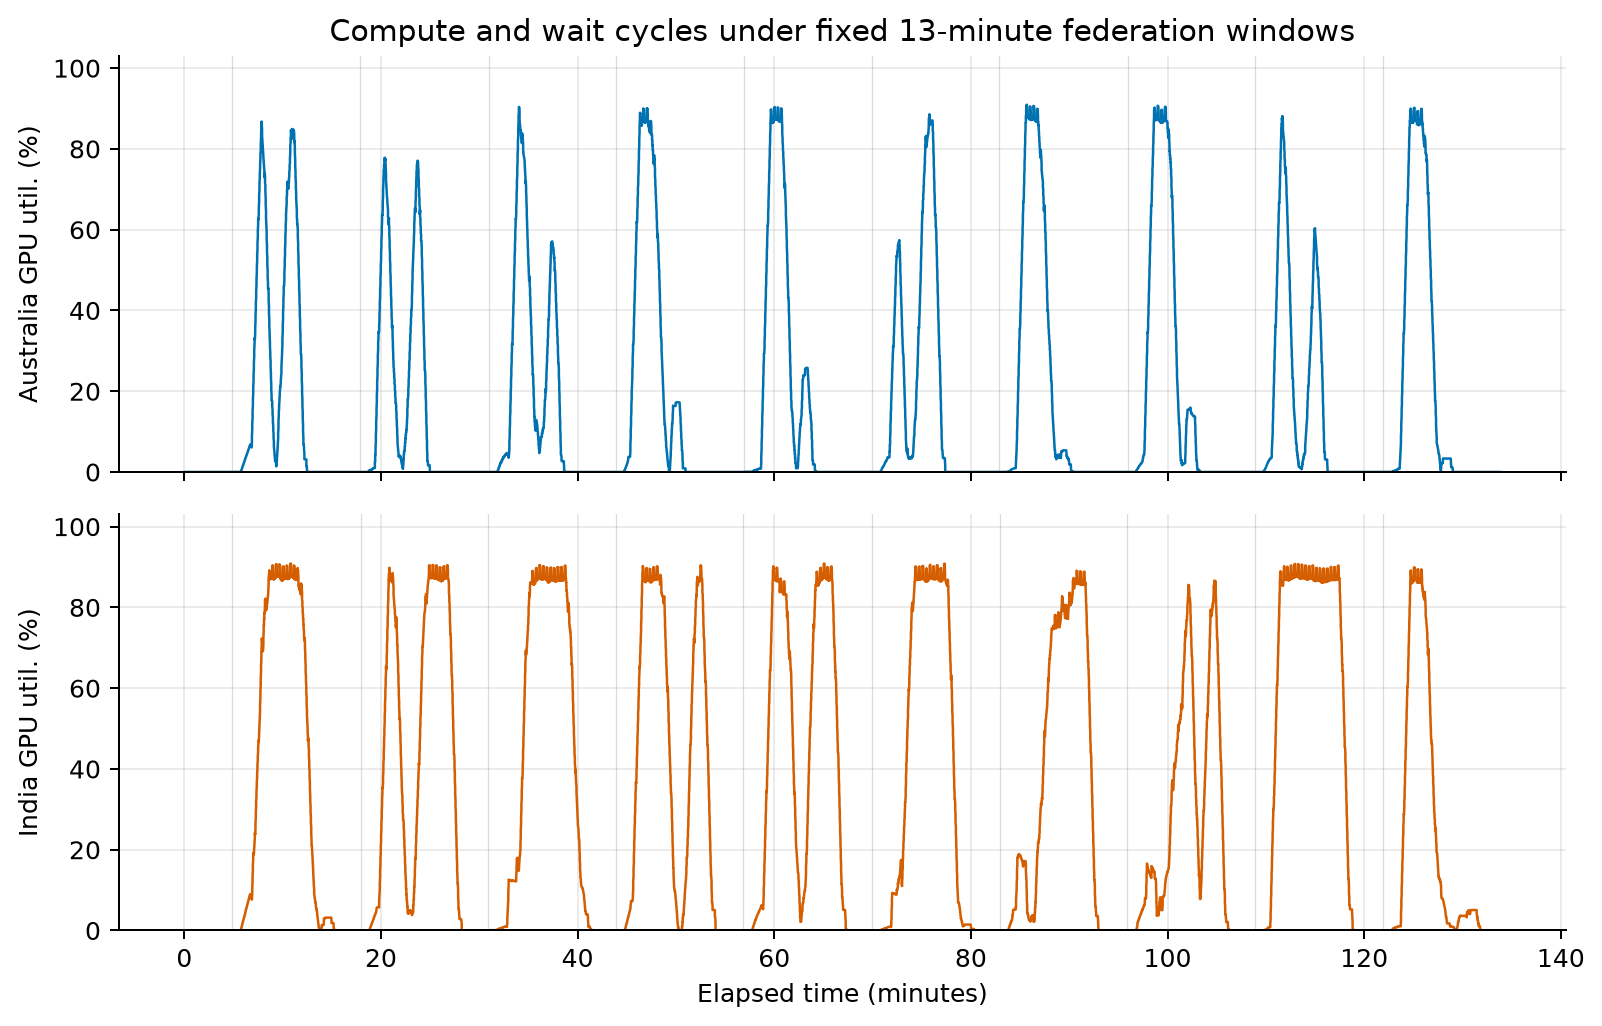 Compute and wait cycles under fixed 13-minute federation windows
Australia GPU util. (%)
100
80
60
40
20
0
India GPU util. (%)
100
80
60
40
20
0
0 20 40 60 80 100 120 140
Elapsed time (minutes)